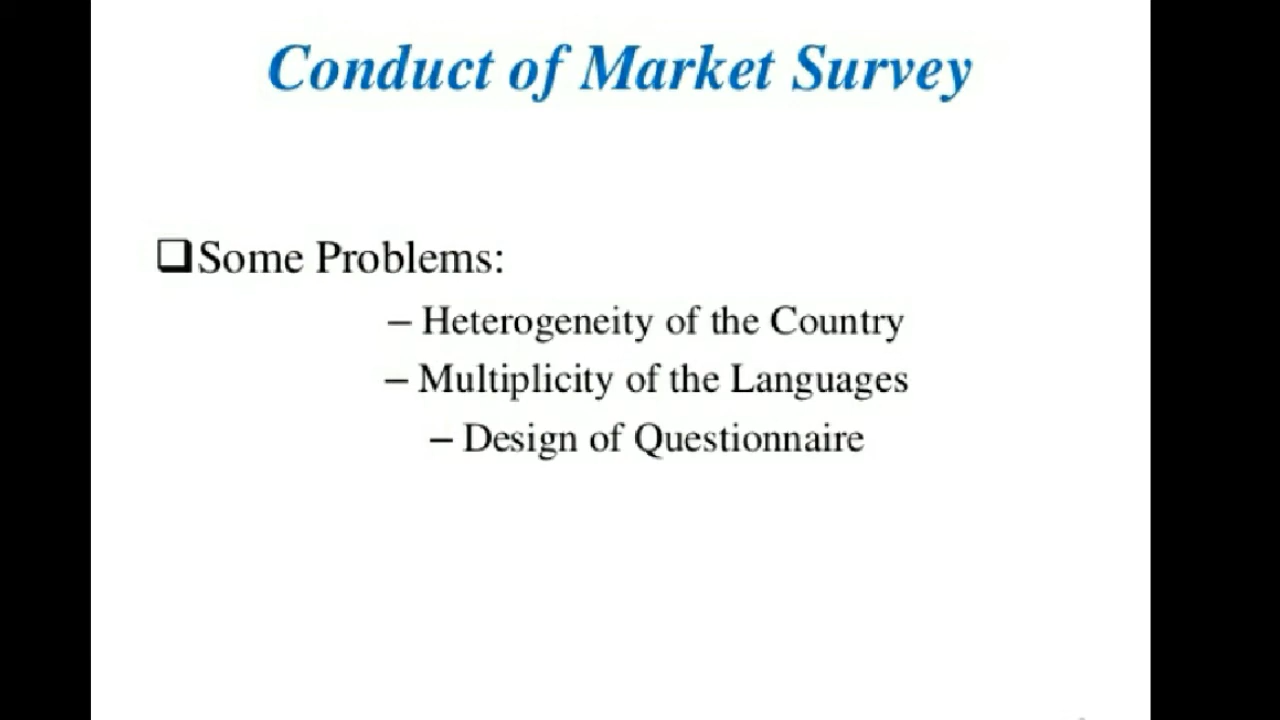 Conduct of Market Survey
❑Some Problems:
– Heterogeneity of the Country
– Multiplicity of the Languages
– Design of Questionnaire